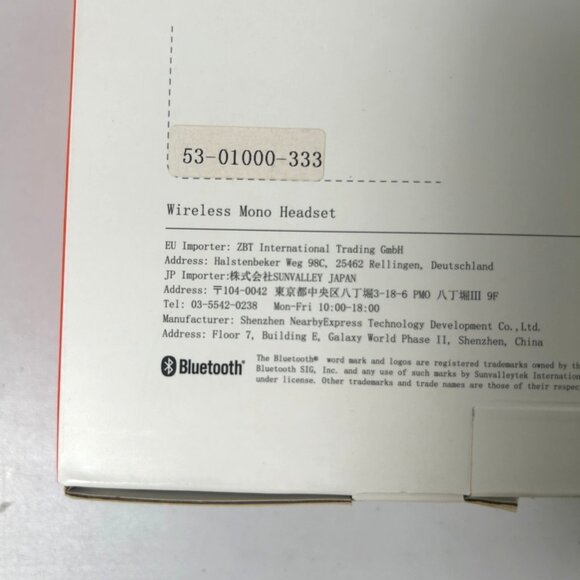 53-01000-333
Wireless Mono Headset
EU Importer: ZBT International Trading GmbH
Address: Halstenbeker Weg 98C, 25462 Rellingen, Deutschland
JP Importer:株式会社SUNVALLEY JAPAN
Address: 〒104-0042 東京都中央区八丁堀3-18-6 PMO 八丁堀III 9F
Tel: 03-5542-0238 Mon-Fri 10:00-18:00
Manufacturer: Shenzhen NearbyExpress Technology Development Co.,Ltd.
Address: Floor 7, Building E, Galaxy World Phase II, Shenzhen, China
Bluetooth®
The Bluetooth® word mark and logos are registered trademarks owned by the
Bluetooth SIG, Inc. and any use of such marks by Sunvalleytek Internation
under license. Other trademarks and trade names are those of their respec